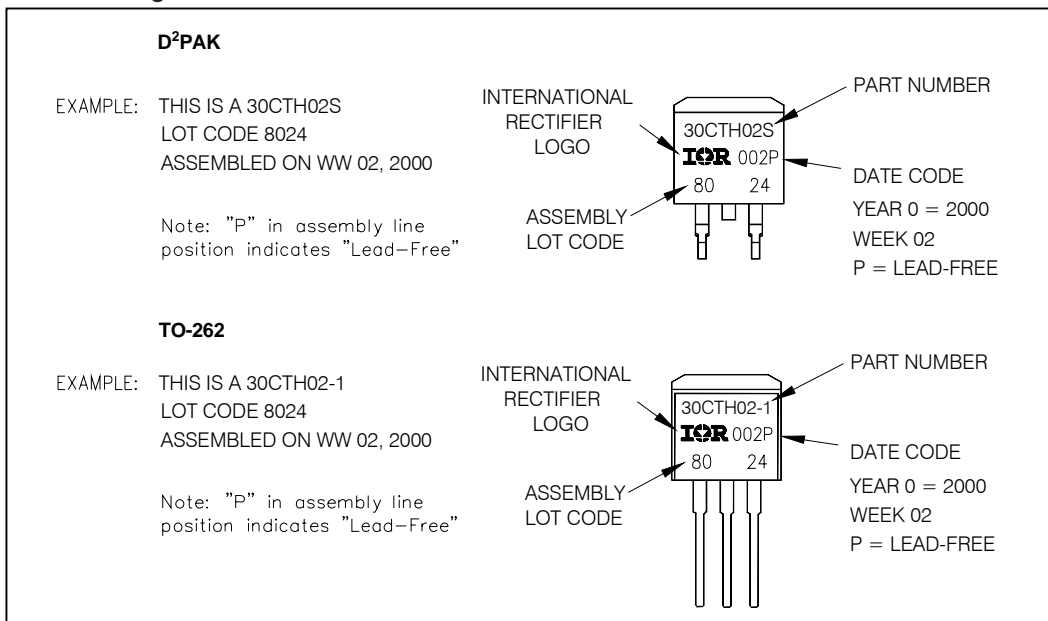 D²PAK
EXAMPLE: THIS IS A 30CTH02S
LOT CODE 8024
ASSEMBLED ON WW 02, 2000
Note: "P" in assembly line
position indicates "Lead-Free"
INTERNATIONAL
RECTIFIER
LOGO
ASSEMBLY
LOT CODE
30CTH02S
IOR 002P
80 24
PART NUMBER
DATE CODE
YEAR 0 = 2000
WEEK 02
P = LEAD-FREE
TO-262
EXAMPLE: THIS IS A 30CTH02-1
LOT CODE 8024
ASSEMBLED ON WW 02, 2000
Note: "P" in assembly line
position indicates "Lead-Free"
INTERNATIONAL
RECTIFIER
LOGO
ASSEMBLY
LOT CODE
30CTH02-1
IOR 002P
80 24
PART NUMBER
DATE CODE
YEAR 0 = 2000
WEEK 02
P = LEAD-FREE